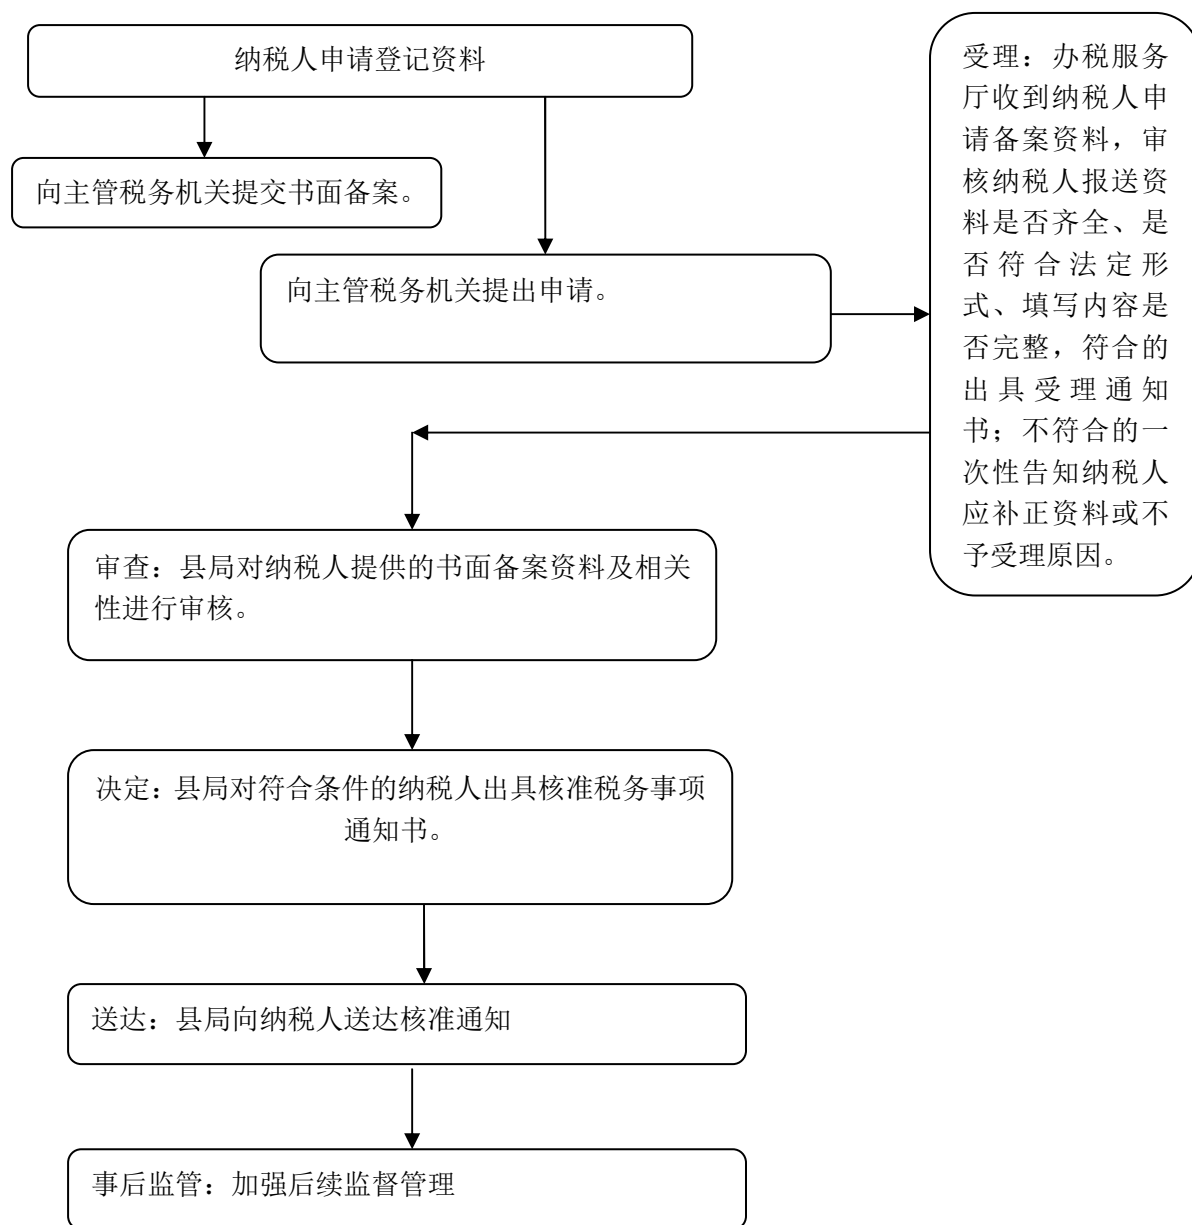 纳税人申请登记资料
向主管税务机关提交书面备案。
向主管税务机关提出申请。
受理：办税服务
厅收到纳税人申
请备案资料，审
核纳税人报送资
料是否齐全、是
否符合法定形
式、填写内容是
否完整，符合的
出具受理通知
书；不符合的一
次性告知纳税人
应补正资料或不
予受理原因。
审查：县局对纳税人提供的书面备案资料及相关
性进行审核。
决定：县局对符合条件的纳税人出具核准税务事项
通知书。
送达：县局向纳税人送达核准通知
事后监管：加强后续监督管理